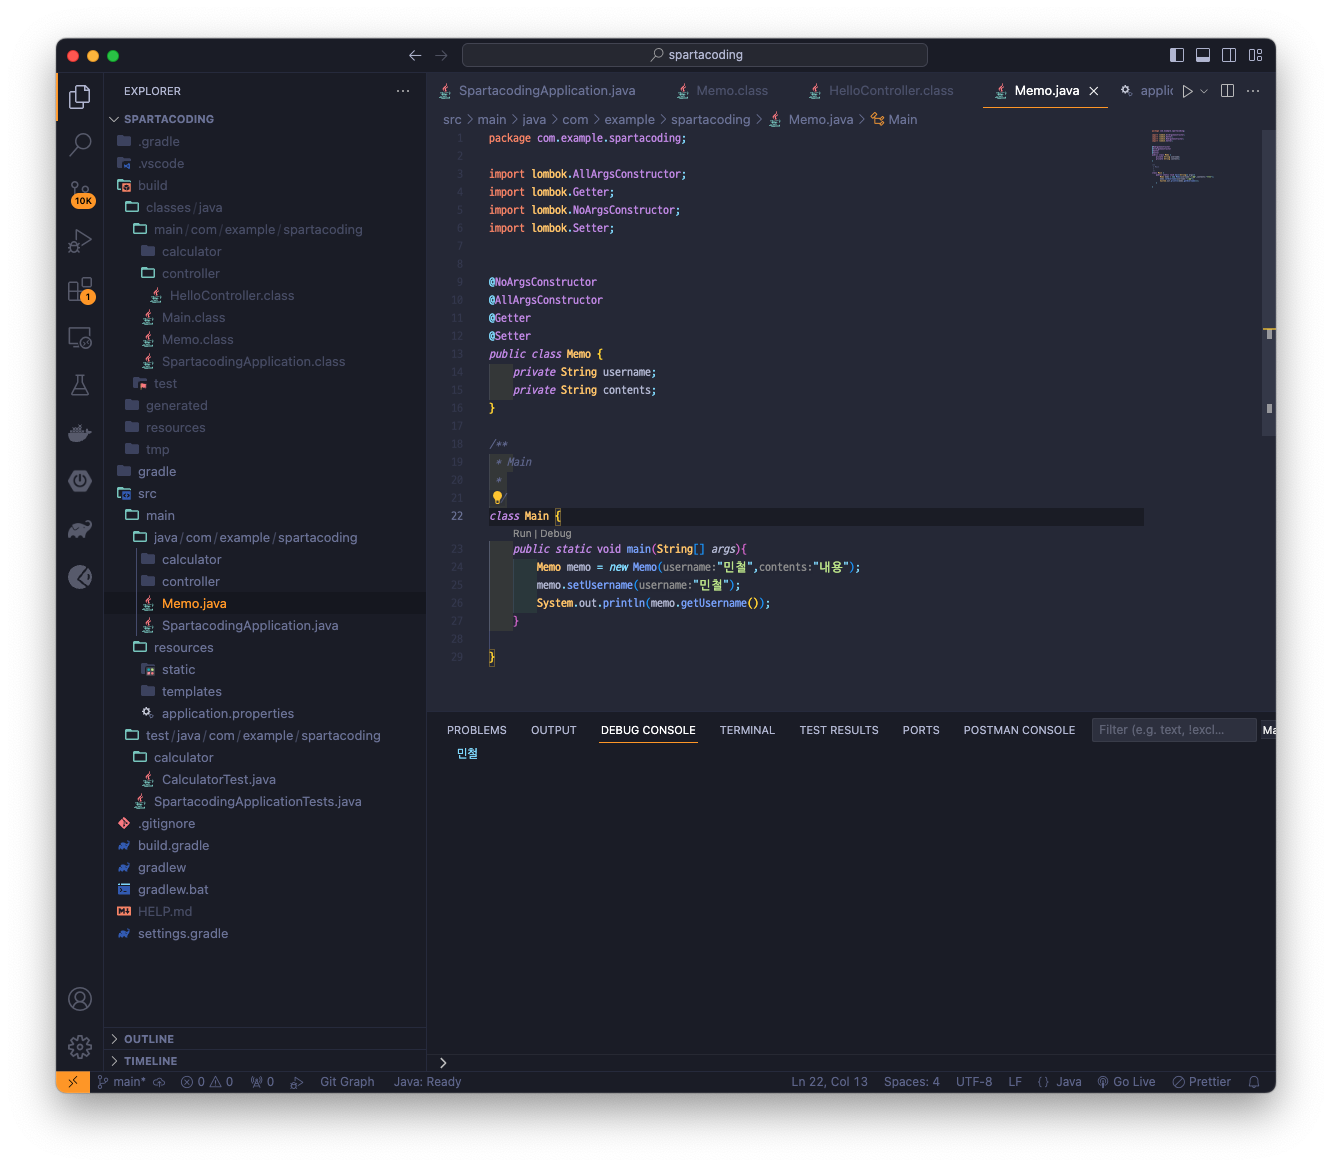 spartacoding
EXPLORER
SPARTACODING
.gradle
.vscode
build
classes/java
main/com/example/spartacoding
calculator
controller
HelloController.class
Main.class
Memo.class
SpartacodingApplication.class
test
generated
resources
tmp
gradle
src
main
java/com/example/spartacoding
calculator
controller
Memo.java
SpartacodingApplication.java
resources
static
templates
application.properties
test/java/com/example/spartacoding
calculator
CalculatorTest.java
SpartacodingApplicationTests.java
.gitignore
build.gradle
gradlew
gradlew.bat
HELP.md
settings.gradle
OUTLINE
TIMELINE
10K
1
SpartacodingApplication.java Memo.class HelloController.class Memo.java applic
src > main > java > com > example > spartacoding > Memo.java > Main
1 package com.example.spartacoding;
2
3 import lombok.AllArgsConstructor;
4 import lombok.Getter;
5 import lombok.NoArgsConstructor;
6 import lombok.Setter;
7
8
9 @NoArgsConstructor
10 @AllArgsConstructor
11 @Getter
12 @Setter
13 public class Memo {
14 private String username;
15 private String contents;
16 }
17
18 /**
19 * Main
20 *
21 /
22 class Main {
Run | Debug
23 public static void main(String[] args){
24 Memo memo = new Memo(username:"민철",contents:"내용");
25 memo.setUsername(username:"민철");
26 System.out.println(memo.getUsername());
27 }
28
29 }
PROBLEMS OUTPUT DEBUG CONSOLE TERMINAL TEST RESULTS PORTS POSTMAN CONSOLE Filter (e.g. text, !excl... Ma
민철
main* 0 0 0 Git Graph Java: Ready Ln 22, Col 13 Spaces: 4 UTF-8 LF {} Java Go Live Prettier